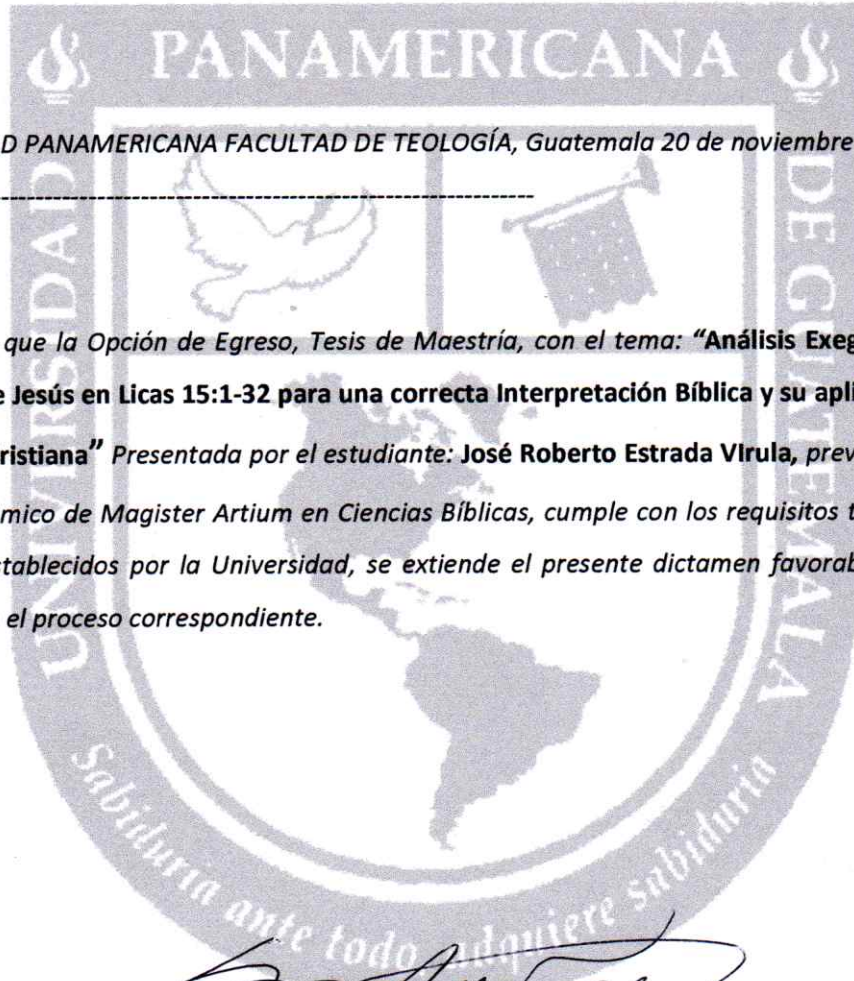 PANAMERICANA
UNIVERSIDAD
DE GUATEMALA
D PANAMERICANA FACULTAD DE TEOLOGÍA, Guatemala 20 de noviembre
que la Opción de Egreso, Tesis de Maestría, con el tema: "Análisis Exeg
e Jesús en Licas 15:1-32 para una correcta Interpretación Bíblica y su apli
ristiana" Presentada por el estudiante: José Roberto Estrada VIrula, prev
mico de Magister Artium en Ciencias Bíblicas, cumple con los requisitos t
stablecidos por la Universidad, se extiende el presente dictamen favorab
el proceso correspondiente.
Sabiduría ante todo, adquiere sabiduría